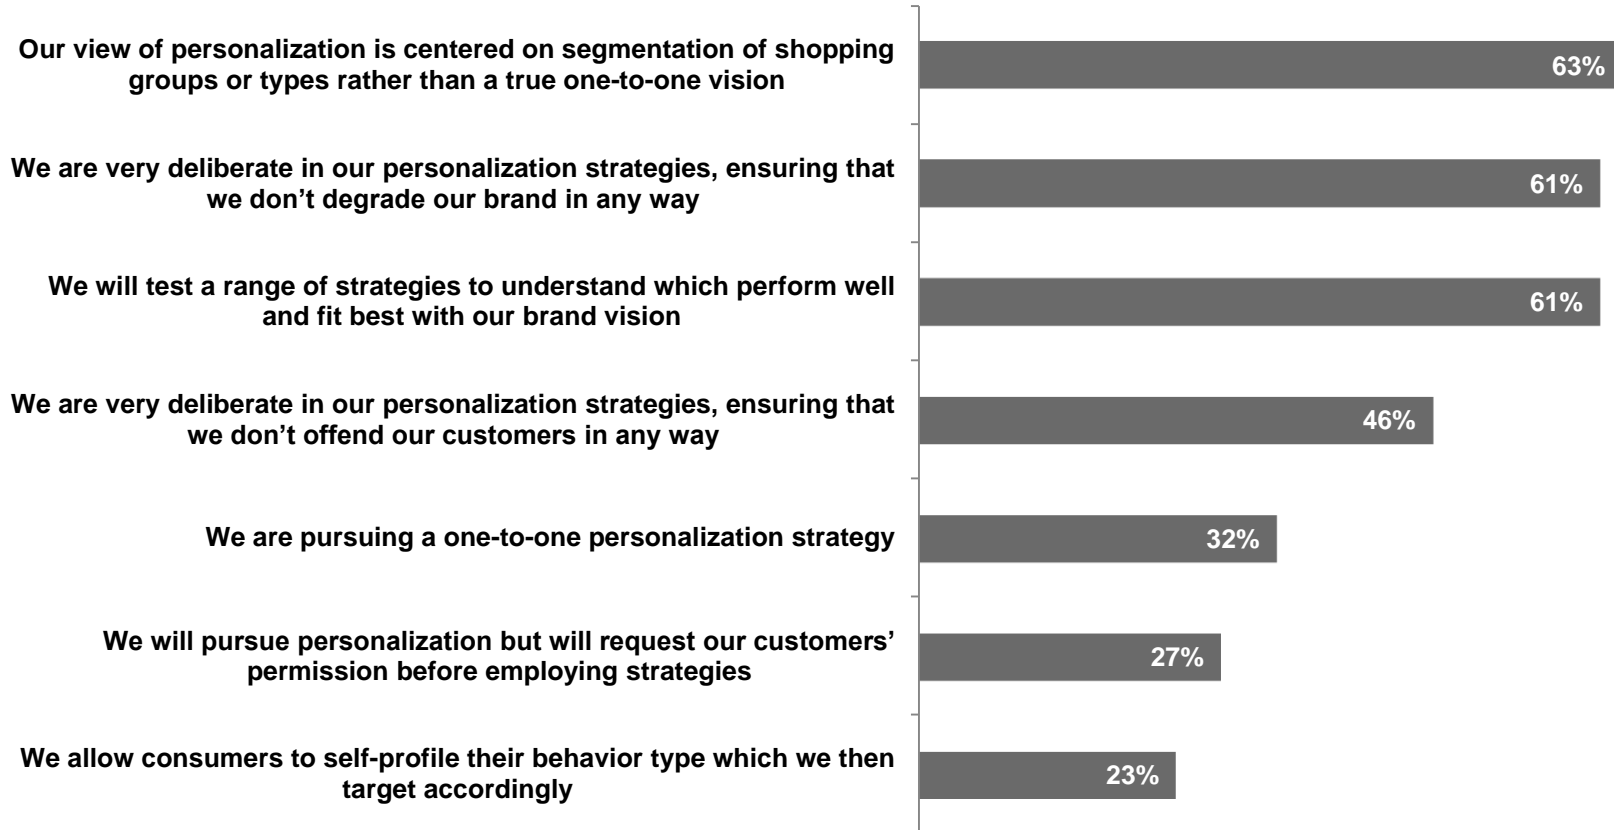 Our view of personalization is centered on segmentation of shopping
groups or types rather than a true one-to-one vision
63%
We are very deliberate in our personalization strategies, ensuring that
we don’t degrade our brand in any way
61%
We will test a range of strategies to understand which perform well
and fit best with our brand vision
61%
We are very deliberate in our personalization strategies, ensuring that
we don’t offend our customers in any way
46%
We are pursuing a one-to-one personalization strategy
32%
We will pursue personalization but will request our customers’
permission before employing strategies
27%
We allow consumers to self-profile their behavior type which we then
target accordingly
23%